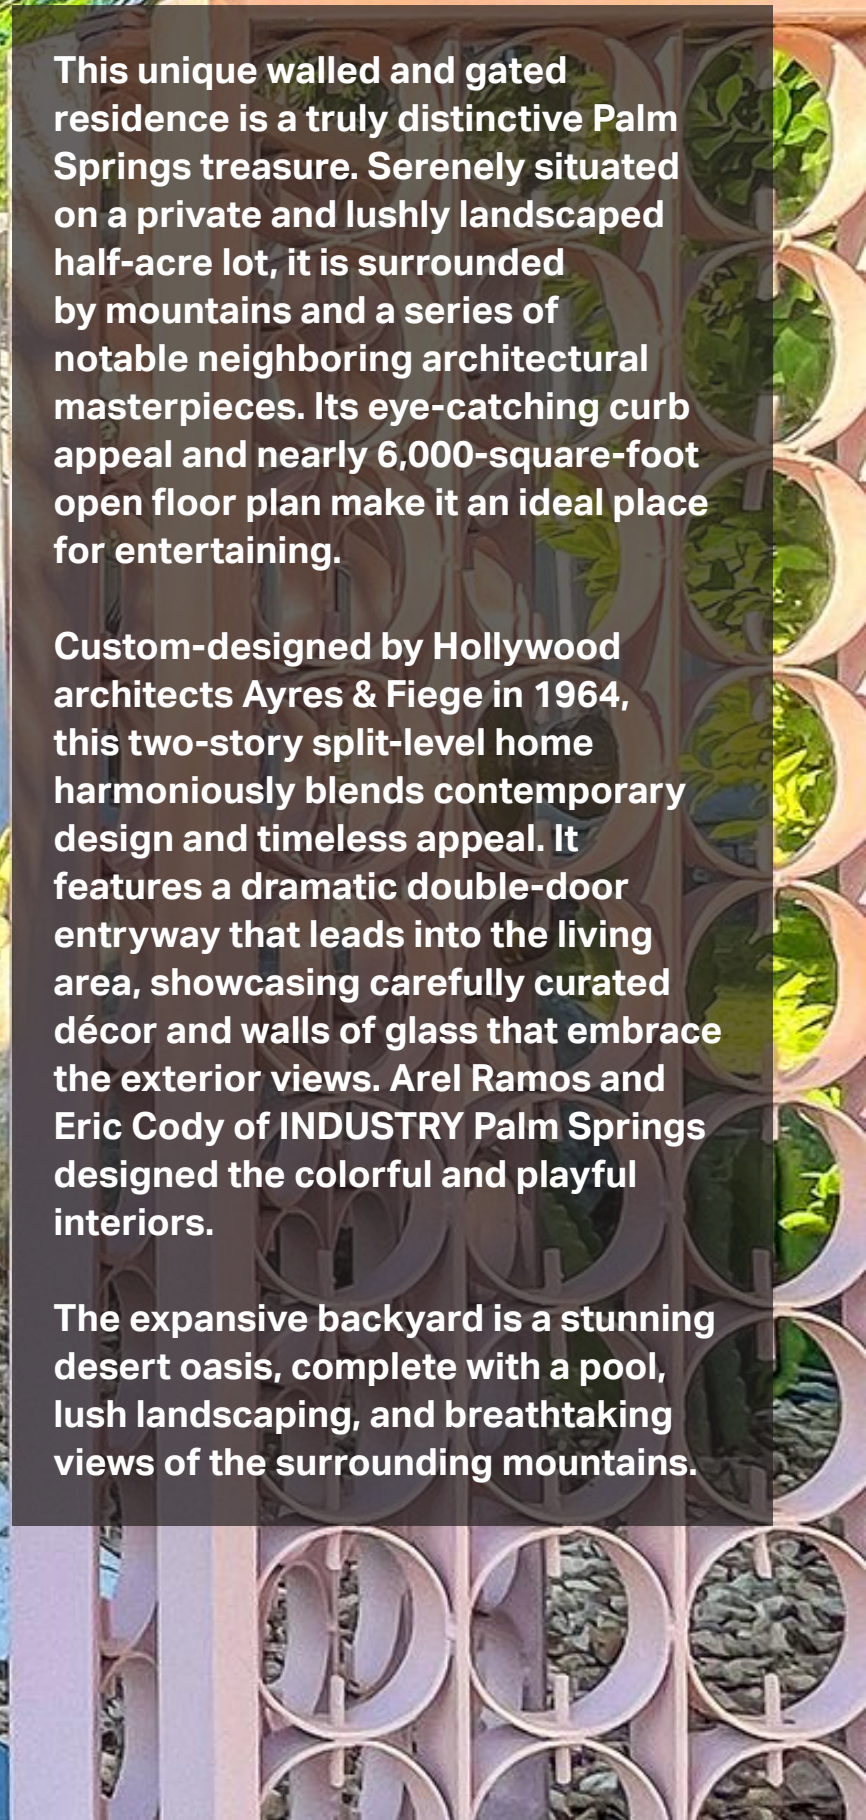 This unique walled and gated
residence is a truly distinctive Palm
Springs treasure. Serenely situated
on a private and lushly landscaped
half-acre lot, it is surrounded
by mountains and a series of
notable neighboring architectural
masterpieces. Its eye-catching curb
appeal and nearly 6,000-square-foot
open floor plan make it an ideal place
for entertaining.
Custom-designed by Hollywood
architects Ayres & Fiege in 1964,
this two-story split-level home
harmoniously blends contemporary
design and timeless appeal. It
features a dramatic double-door
entryway that leads into the living
area, showcasing carefully curated
décor and walls of glass that embrace
the exterior views. Arel Ramos and
Eric Cody of INDUSTRY Palm Springs
designed the colorful and playful
interiors.
The expansive backyard is a stunning
desert oasis, complete with a pool,
lush landscaping, and breathtaking
views of the surrounding mountains.